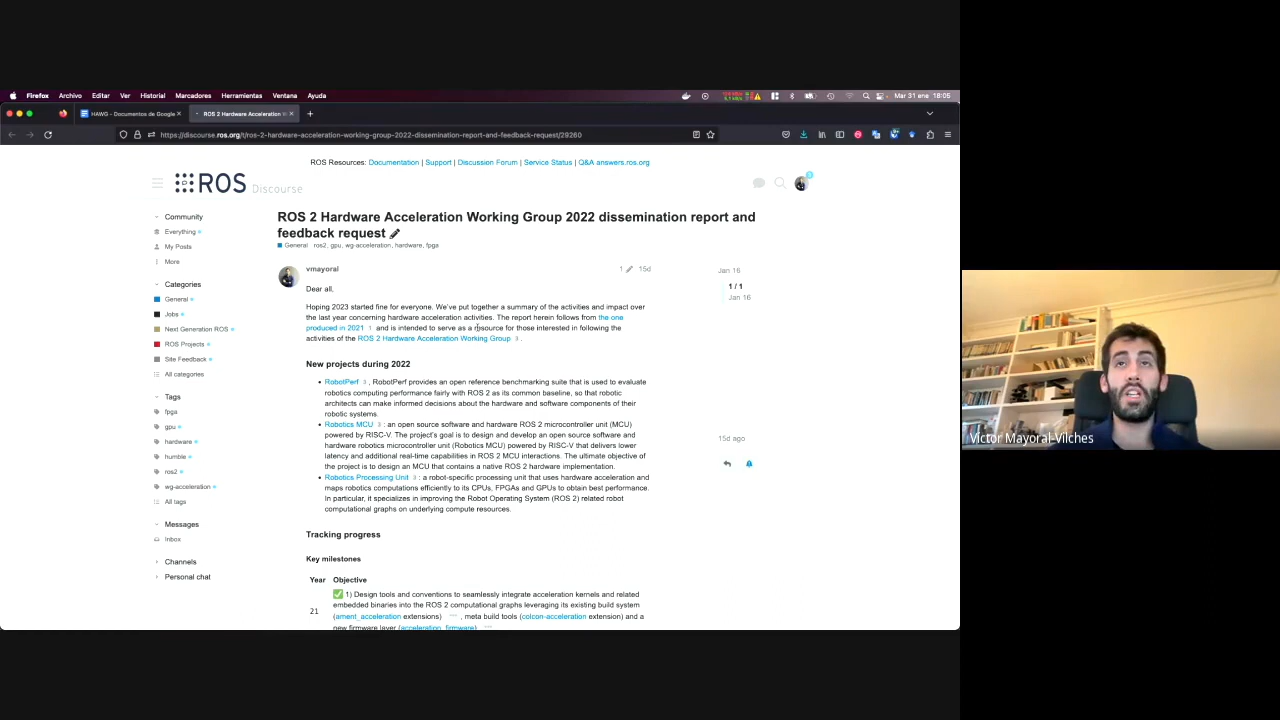 Firefox Archivo Editar Ver Historial Marcadores Herramientas Ventana Ayuda
Mar 31 ene 18:05
HAWG - Documentos de Google
ROS 2 Hardware Acceleration W
https://discourse.ros.org/t/ros-2-hardware-acceleration-working-group-2022-dissemination-report-and-feedback-request/29260
ROS Resources: Documentation | Support | Discussion Forum | Service Status | Q&A answers.ros.org
ROS Discourse
Community
Everything
My Posts
More
Categories
General
Jobs
Next Generation ROS
ROS Projects
Site Feedback
All categories
Tags
fpga
gpu
hardware
humble
ros2
wg-acceleration
All tags
Messages
Inbox
Channels
Personal chat
ROS 2 Hardware Acceleration Working Group 2022 dissemination report and
feedback request
General ros2, gpu, wg-acceleration, hardware, fpga
vmayoral
1
15d
Dear all,
Hoping 2023 started fine for everyone. We've put together a summary of the activities and impact over
the last year concerning hardware acceleration activities. The report herein follows from the one
produced in 2021 1 and is intended to serve as a resource for those interested in following the
activities of the ROS 2 Hardware Acceleration Working Group 3 .
New projects during 2022
• RobotPerf 3 , RobotPerf provides an open reference benchmarking suite that is used to evaluate
robotics computing performance fairly with ROS 2 as its common baseline, so that robotic
architects can make informed decisions about the hardware and software components of their
robotic systems.
• Robotics MCU 3 : an open source software and hardware ROS 2 microcontroller unit (MCU)
powered by RISC-V. The project's goal is to design and develop an open source software and
hardware robotics microcontroller unit (Robotics MCU) powered by RISC-V that delivers lower
latency and additional real-time capabilities in ROS 2 MCU interactions. The ultimate objective of
the project is to design an MCU that contains a native ROS 2 hardware implementation.
• Robotics Processing Unit 3 : a robot-specific processing unit that uses hardware acceleration and
maps robotics computations efficiently to its CPUs, FPGAs and GPUs to obtain best performance.
In particular, it specializes in improving the Robot Operating System (ROS 2) related robot
computational graphs on underlying compute resources.
Tracking progress
Key milestones
Year Objective
21
1) Design tools and conventions to seamlessly integrate acceleration kernels and related
embedded binaries into the ROS 2 computational graphs leveraging its existing build system
(ament_acceleration extensions) , meta build tools (colcon-acceleration extension) and a
new firmware layer (acceleration_firmware)
Jan 16
1 / 1
Jan 16
15d ago
Víctor Mayoral-Vilches